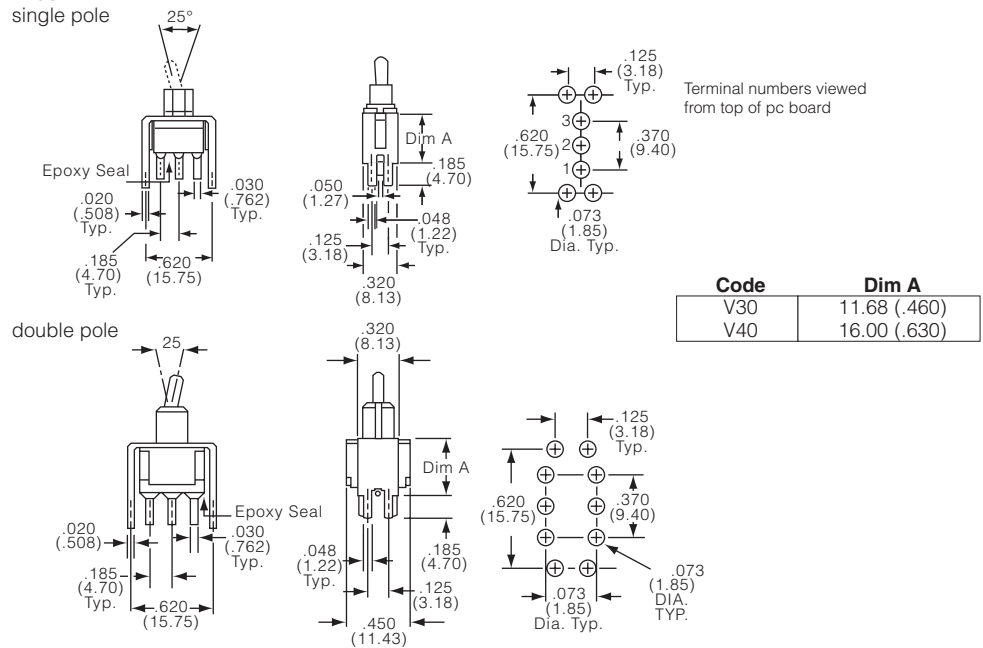 single pole
25°
Epoxy Seal
.020
(.508)
Typ.
.030
(.762)
Typ.
.185
(4.70)
Typ.
.620
(15.75)
Dim A
.185
(4.70)
.050
(1.27)
.048
(1.22)
Typ.
.125
(3.18)
.320
(8.13)
.125
(3.18)
Typ.
Terminal numbers viewed
from top of pc board
3
2
1
.620
(15.75)
.370
(9.40)
.073
(1.85)
Dia. Typ.
Code Dim A
V30 11.68 (.460)
V40 16.00 (.630)
double pole
25
Epoxy Seal
.020
(.508)
.030
(.762)
Typ.
.185
(4.70)
Typ.
.620
(15.75)
.320
(8.13)
Dim A
.048
(1.22)
Typ.
.185
(4.70)
.125
(3.18)
.450
(11.43)
.125
(3.18)
Typ.
.620
(15.75)
.370
(9.40)
.073
(1.85)
Dia. Typ.
.073
(1.85)
DIA.
TYP.